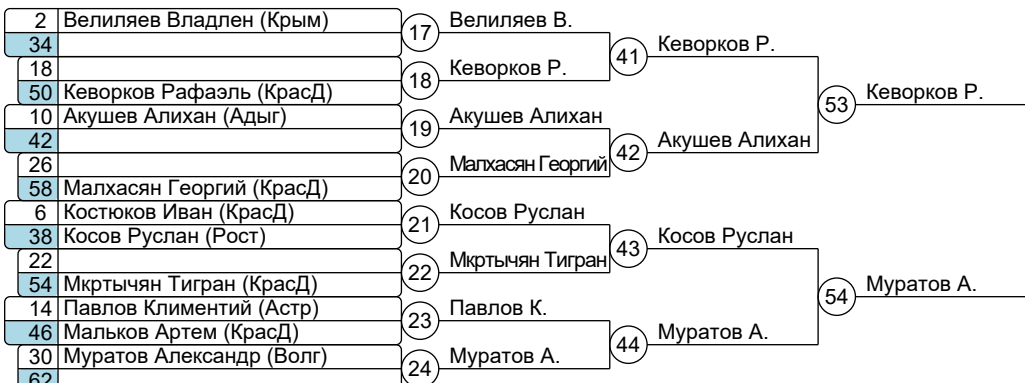 2 Велиляев Владлен (Крым)
34
17
Велиляев В.
18
50 Кеворков Рафаэль (КрасД)
18
Кеворков Р.
41
Кеворков Р.
10 Акушев Алихан (Адыг)
42
19
Акушев Алихан
26
58 Малхасян Георгий (КрасД)
20
Малхасян Георгий
42
Акушев Алихан
53
Кеворков Р.
6 Костюков Иван (КрасД)
38 Косов Руслан (Рост)
21
Косов Руслан
22
54 Мкртычян Тигран (КрасД)
22
Мкртычян Тигран
43
Косов Руслан
14 Павлов Климентий (Астр)
46 Мальков Артем (КрасД)
23
Павлов К.
30 Муратов Александр (Волг)
62
24
Муратов А.
44
Муратов А.
54
Муратов А.